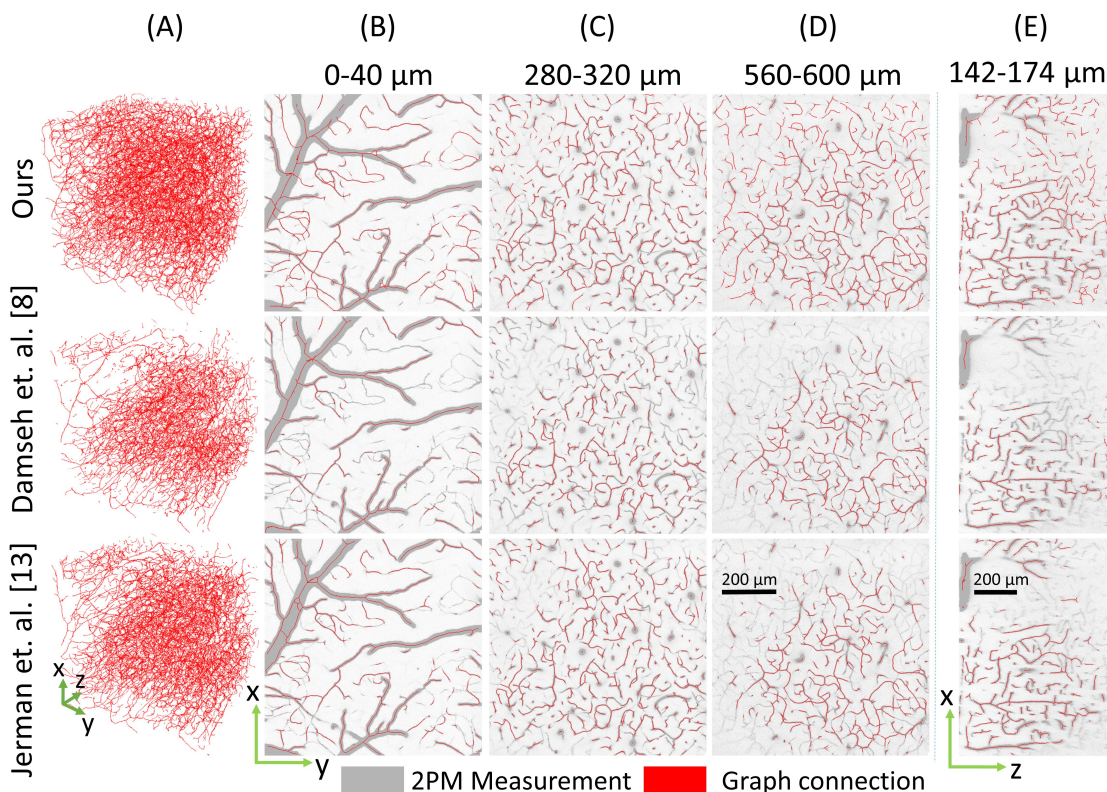 (A) (B) (C) (D) (E)
0-40 μm 280-320 μm 560-600 μm 142-174 μm
Ours
Damseh et. al. [8]
Jerman et. al. [13]
200 μm 200 μm
x z y
x y
x z
2PM Measurement Graph connection